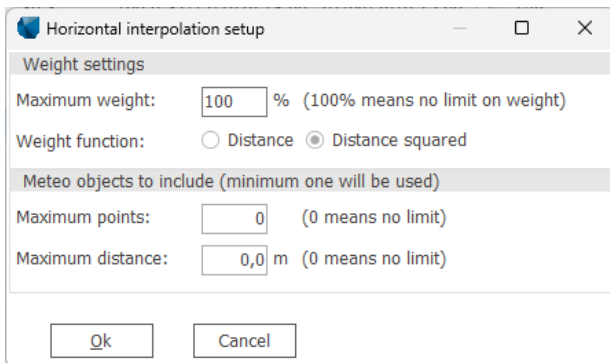 Horizontal interpolation setup
Weight settings
Maximum weight: 100 % (100% means no limit on weight)
Weight function: Distance Distance squared
Meteo objects to include (minimum one will be used)
Maximum points: 0 (0 means no limit)
Maximum distance: 0,0 m (0 means no limit)
Ok Cancel